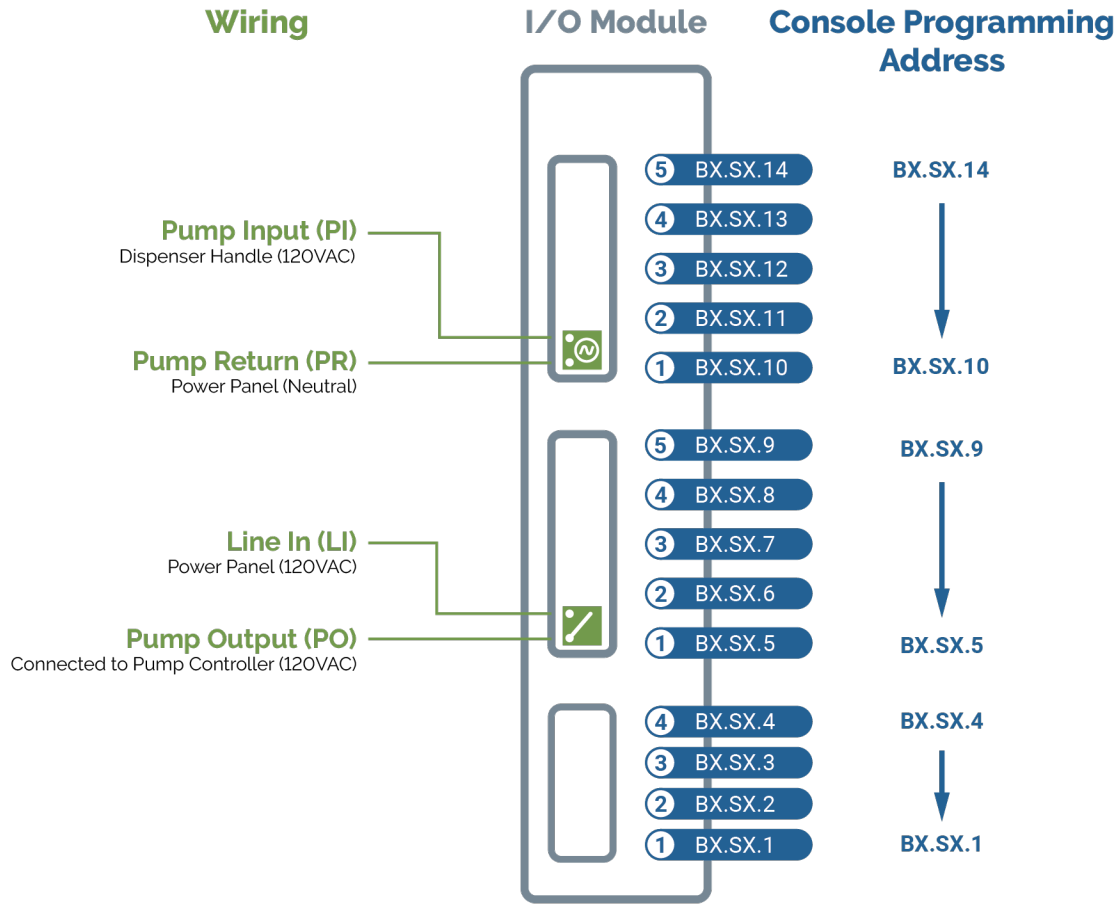 Wiring
I/O Module
Console Programming
Address
5 BX.SX.14
BX.SX.14
4 BX.SX.13
Pump Input (PI)
Dispenser Handle (120VAC)
3 BX.SX.12
2 BX.SX.11
Pump Return (PR)
Power Panel (Neutral)
1 BX.SX.10
BX.SX.10
5 BX.SX.9
BX.SX.9
4 BX.SX.8
Line In (LI)
Power Panel (120VAC)
3 BX.SX.7
2 BX.SX.6
Pump Output (PO)
Connected to Pump Controller (120VAC)
1 BX.SX.5
BX.SX.5
4 BX.SX.4
BX.SX.4
3 BX.SX.3
2 BX.SX.2
1 BX.SX.1
BX.SX.1